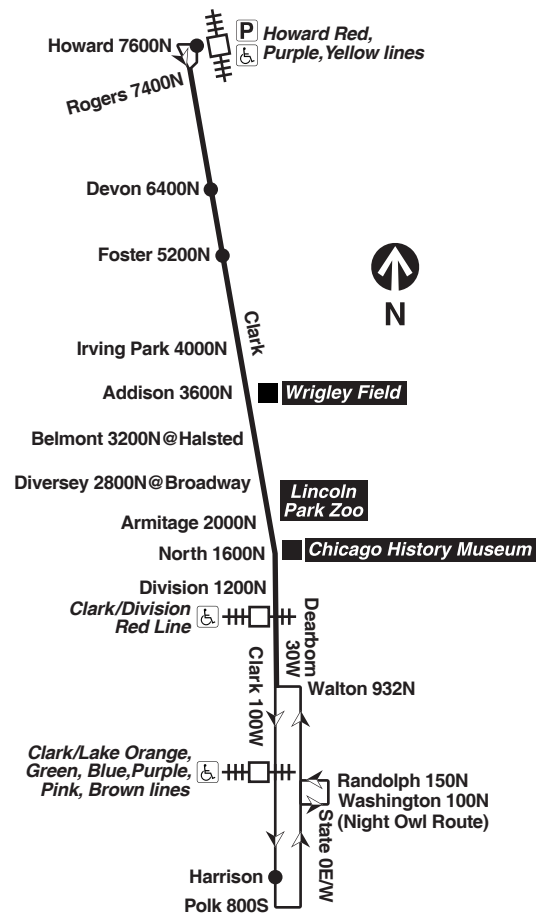 Howard 7600N
P
Howard Red,
Purple,Yellow lines
Rogers 7400N
Devon 6400N
Foster 5200N
N
Clark
Irving Park 4000N
Addison 3600N
Wrigley Field
Belmont 3200N@Halsted
Diversey 2800N@Broadway
Lincoln
Park Zoo
Armitage 2000N
North 1600N
Chicago History Museum
Division 1200N
Clark/Division
Red Line
Dearborn
30W
Clark 100W
Walton 932N
Clark/Lake Orange,
Green, Blue,Purple,
Pink, Brown lines
Randolph 150N
Washington 100N
(Night Owl Route)
State 0E/W
Harrison
Polk 800S